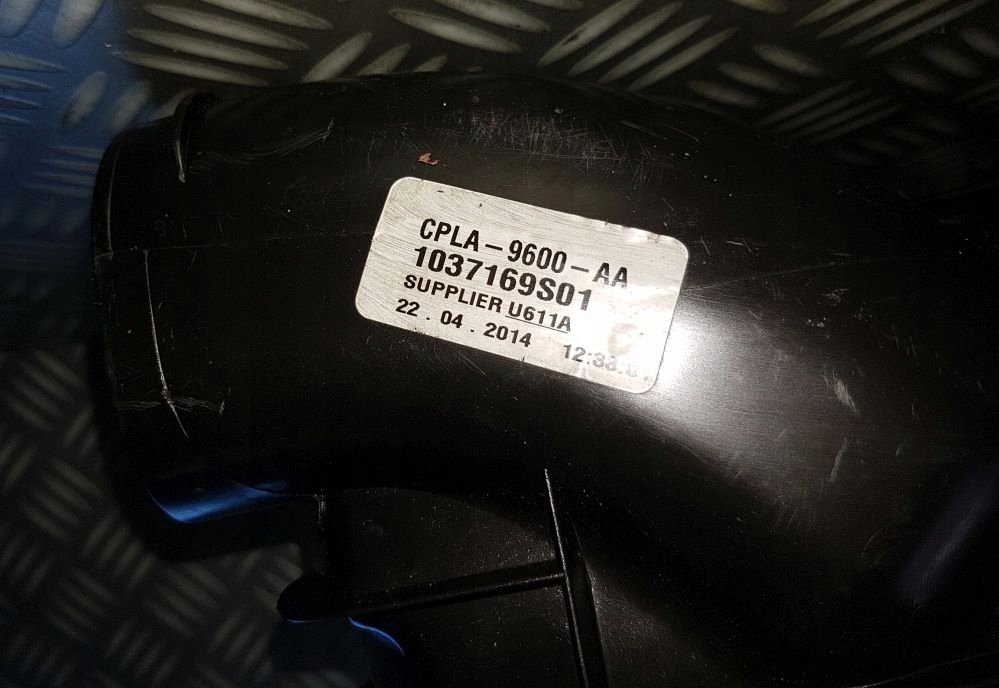 CPLA-9600-AA
1037169S01
SUPPLIER U611A
22.04.2014